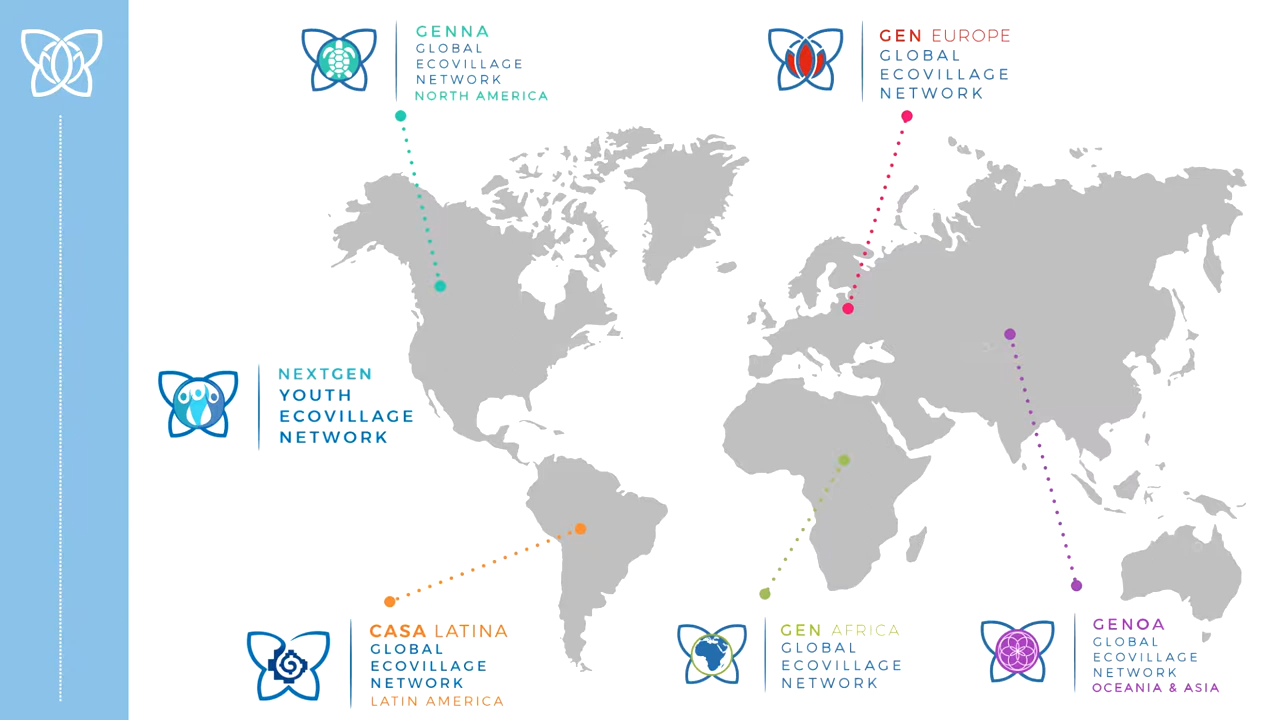 GENNA
GLOBAL
ECOVILLAGE
NETWORK
NORTH AMERICA
GEN EUROPE
GLOBAL
ECOVILLAGE
NETWORK
NEXTGEN
YOUTH
ECOVILLAGE
NETWORK
CASA LATINA
GLOBAL
ECOVILLAGE
NETWORK
LATIN AMERICA
GEN AFRICA
GLOBAL
ECOVILLAGE
NETWORK
GENOA
GLOBAL
ECOVILLAGE
NETWORK
OCEANIA & ASIA